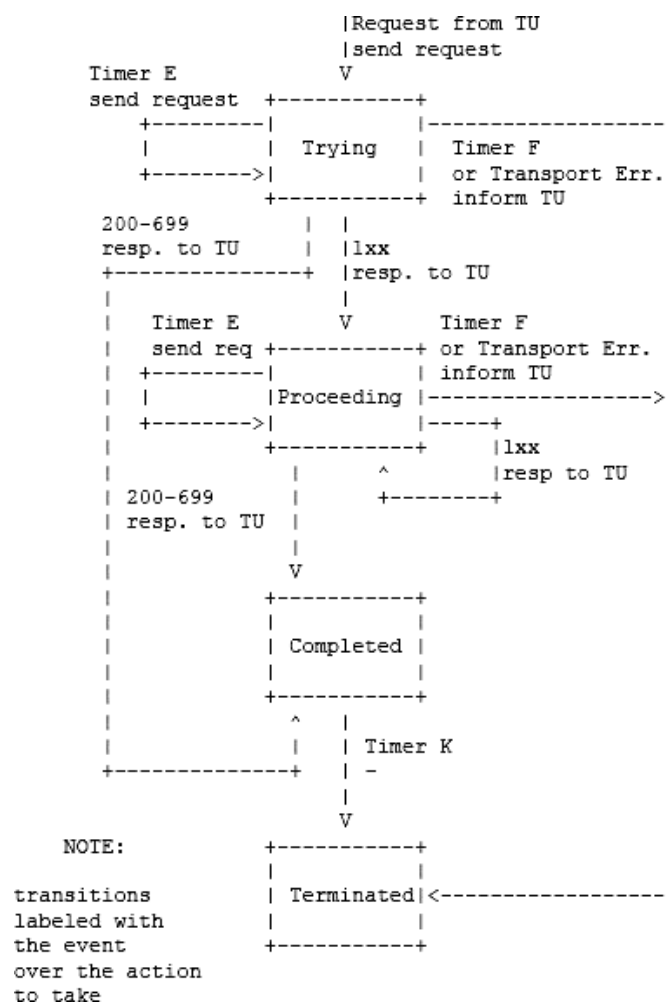 Request from TU
send request
Timer E
send request
Trying
Timer F
or Transport Err.
inform TU
200-699
resp. to TU
1xx
resp. to TU
Timer E
send req
Timer F
or Transport Err.
inform TU
Proceeding
1xx
resp to TU
200-699
resp. to TU
Completed
Timer K
-
NOTE:
transitions
labeled with
the event
over the action
to take
Terminated